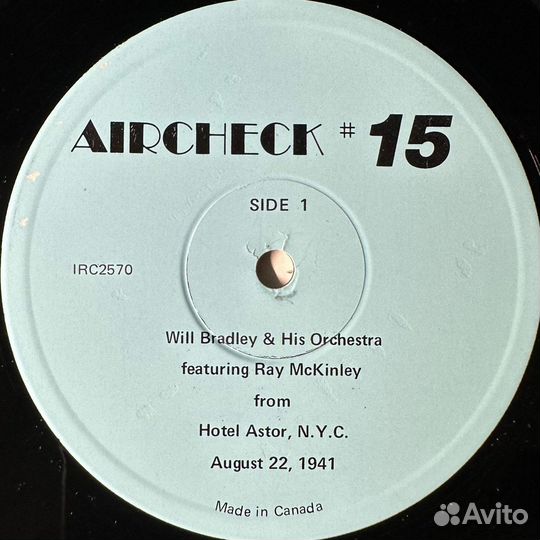 AIRCHECK # 15
SIDE 1
IRC2570
Will Bradley & His Orchestra
featuring Ray McKinley
from
Hotel Astor, N.Y.C.
August 22, 1941
Made in Canada
Avito